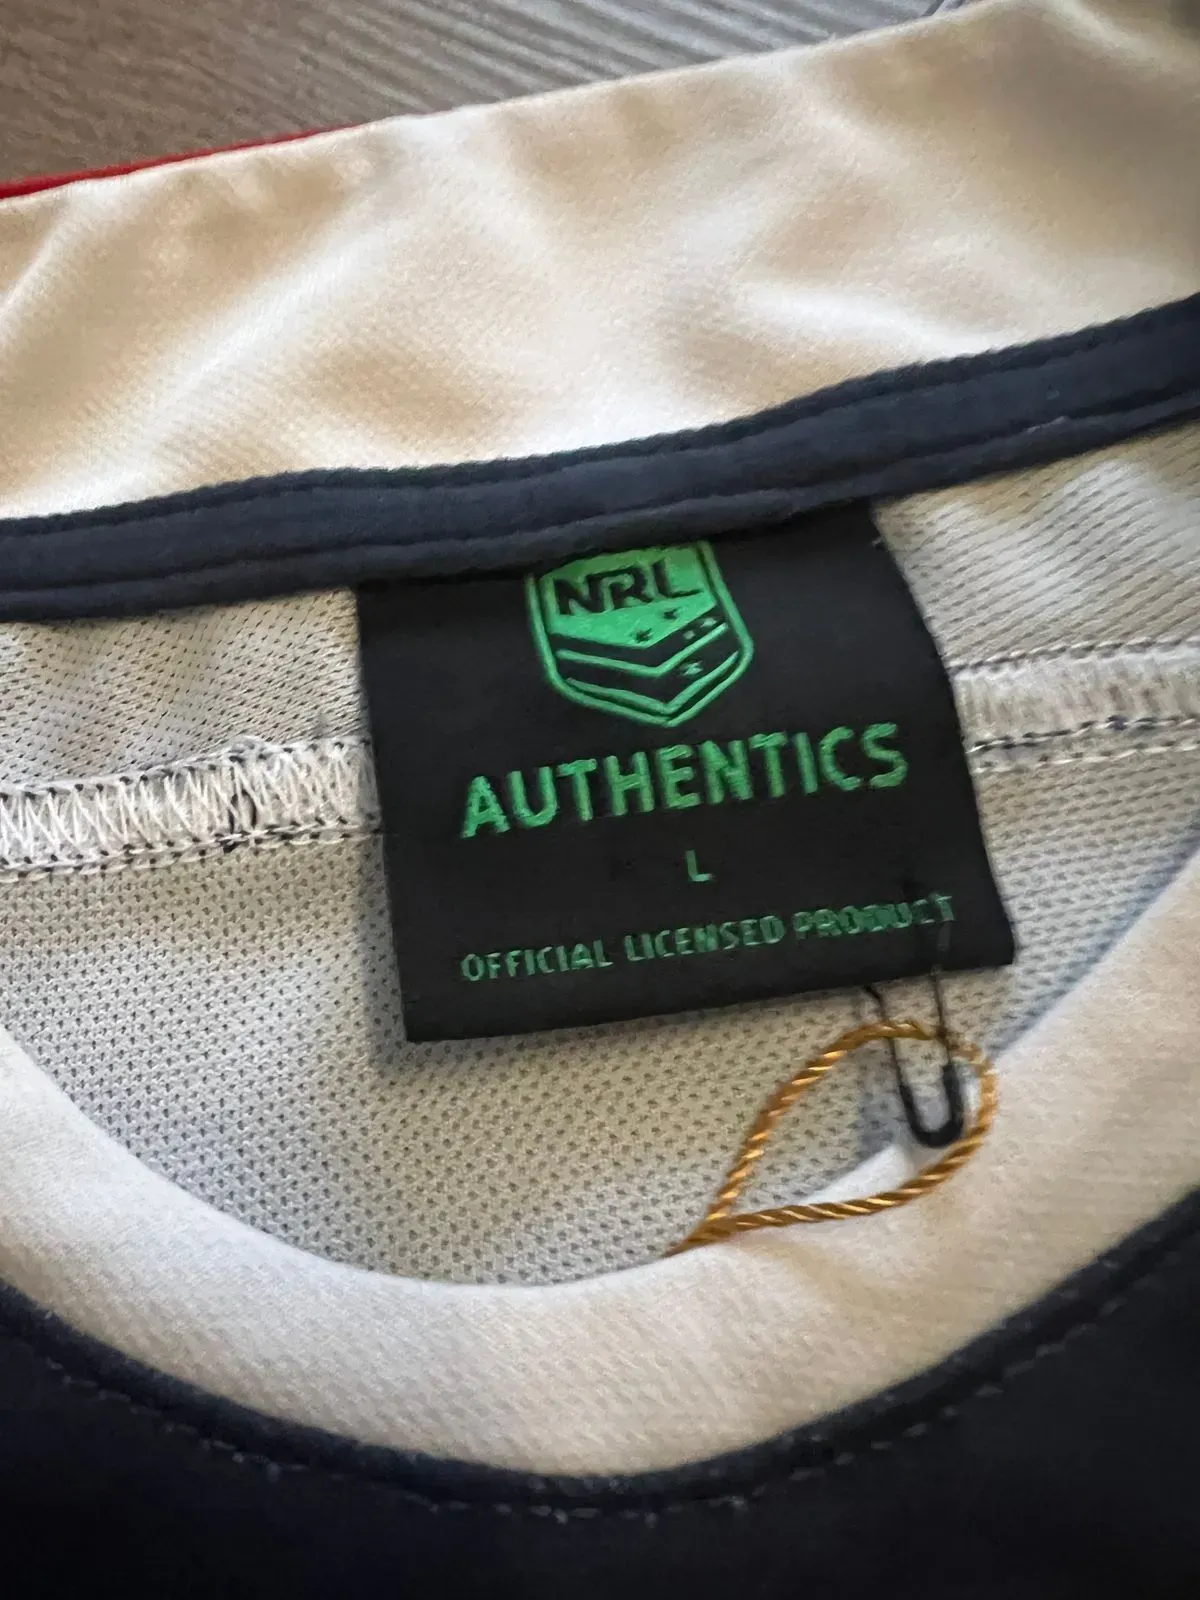 NRL
AUTHENTICS
L
OFFICIAL LICENSED PRODUCT